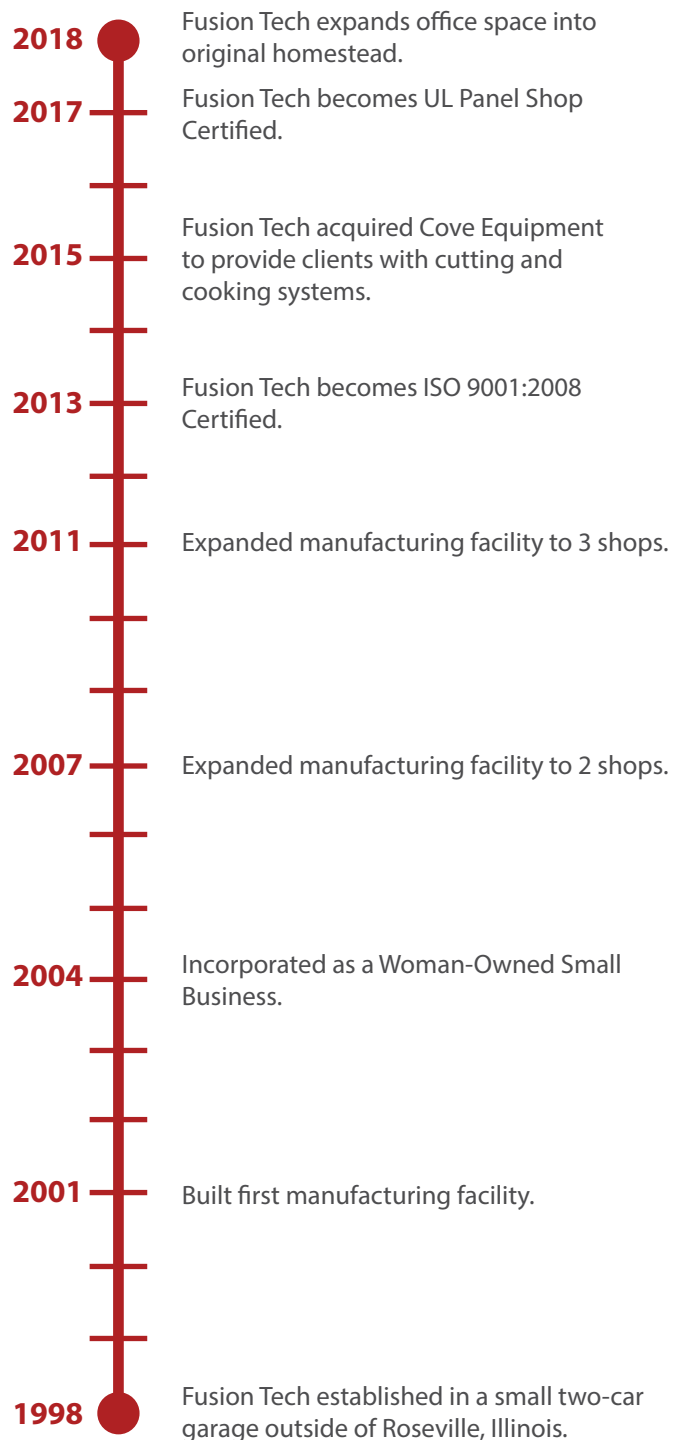 2018
Fusion Tech expands office space into
original homestead.
2017
Fusion Tech becomes UL Panel Shop
Certified.
2015
Fusion Tech acquired Cove Equipment
to provide clients with cutting and
cooking systems.
2013
Fusion Tech becomes ISO 9001:2008
Certified.
2011
Expanded manufacturing facility to 3 shops.
2007
Expanded manufacturing facility to 2 shops.
2004
Incorporated as a Woman-Owned Small
Business.
2001
Built first manufacturing facility.
1998
Fusion Tech established in a small two-car
garage outside of Roseville, Illinois.